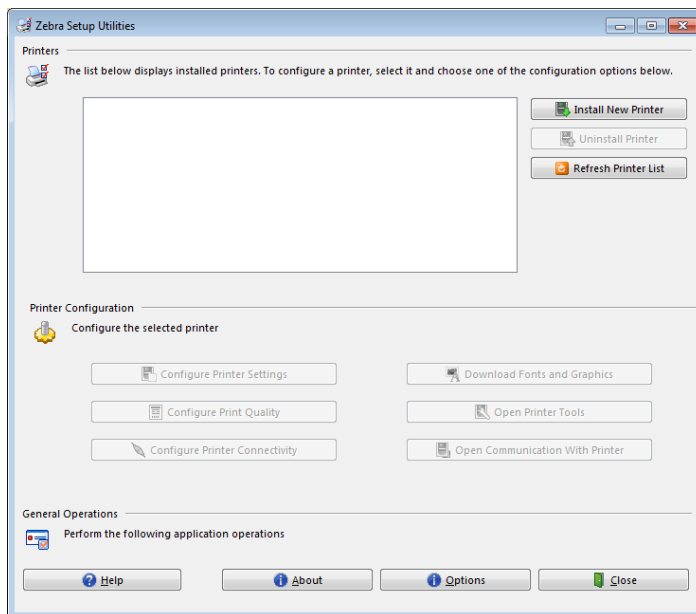 Zebra Setup Utilities
Printers
The list below displays installed printers. To configure a printer, select it and choose one of the configuration options below.
Install New Printer
Uninstall Printer
Refresh Printer List
Printer Configuration
Configure the selected printer
Configure Printer Settings
Download Fonts and Graphics
Configure Print Quality
Open Printer Tools
Configure Printer Connectivity
Open Communication With Printer
General Operations
Perform the following application operations
Help
About
Options
Close